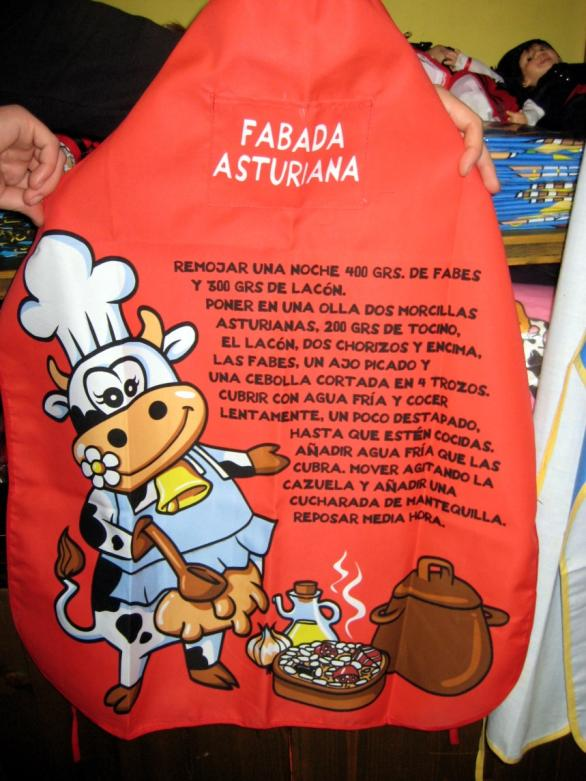 FABADA
ASTURIANA
REMOJAR UNA NOCHE 400 GRS. DE FABES
Y 300 GRS DE LACÓN.
PONER EN UNA OLLA DOS MORCILLAS
ASTURIANAS, 200 GRS DE TOCINO,
EL LACÓN, DOS CHORIZOS Y ENCIMA,
LAS FABES, UN AJO PICADO Y
UNA CEBOLLA CORTADA EN 4 TROZOS.
CUBRIR CON AGUA FRÍA Y COCER
LENTAMENTE, UN POCO DESTAPADO,
HASTA QUE ESTÉN COCIDAS.
AÑADIR AGUA FRÍA QUE LAS
CUBRA. MOVER AGITANDO LA
CAZUELA Y AÑADIR UNA
CUCHARADA DE MANTEQUILLA.
REPOSAR MEDIA HORA.